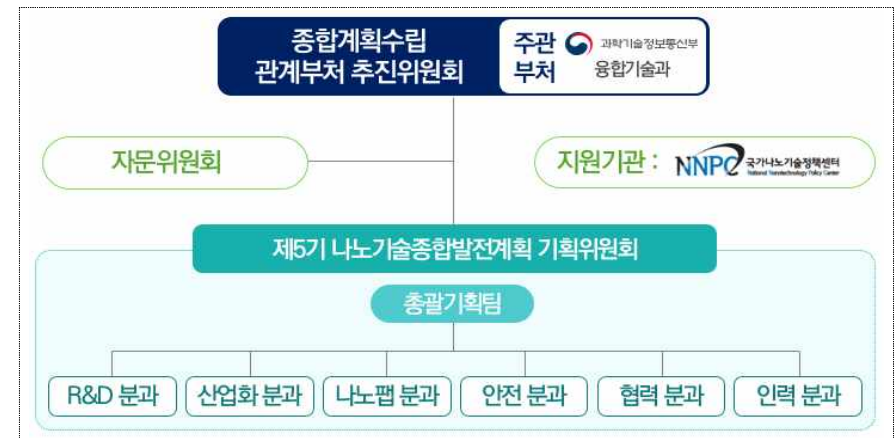 종합계획수립
관계부처 추진위원회
주관
부처
과학기술정보통신부
융합기술과
자문위원회
지원기관 : NNPC 국가나노기술정책센터
National Nanotechnology Policy Center
제5기 나노기술종합발전계획 기획위원회
총괄기획팀
R&D 분과
산업화 분과
나노팹 분과
안전 분과
협력 분과
인력 분과